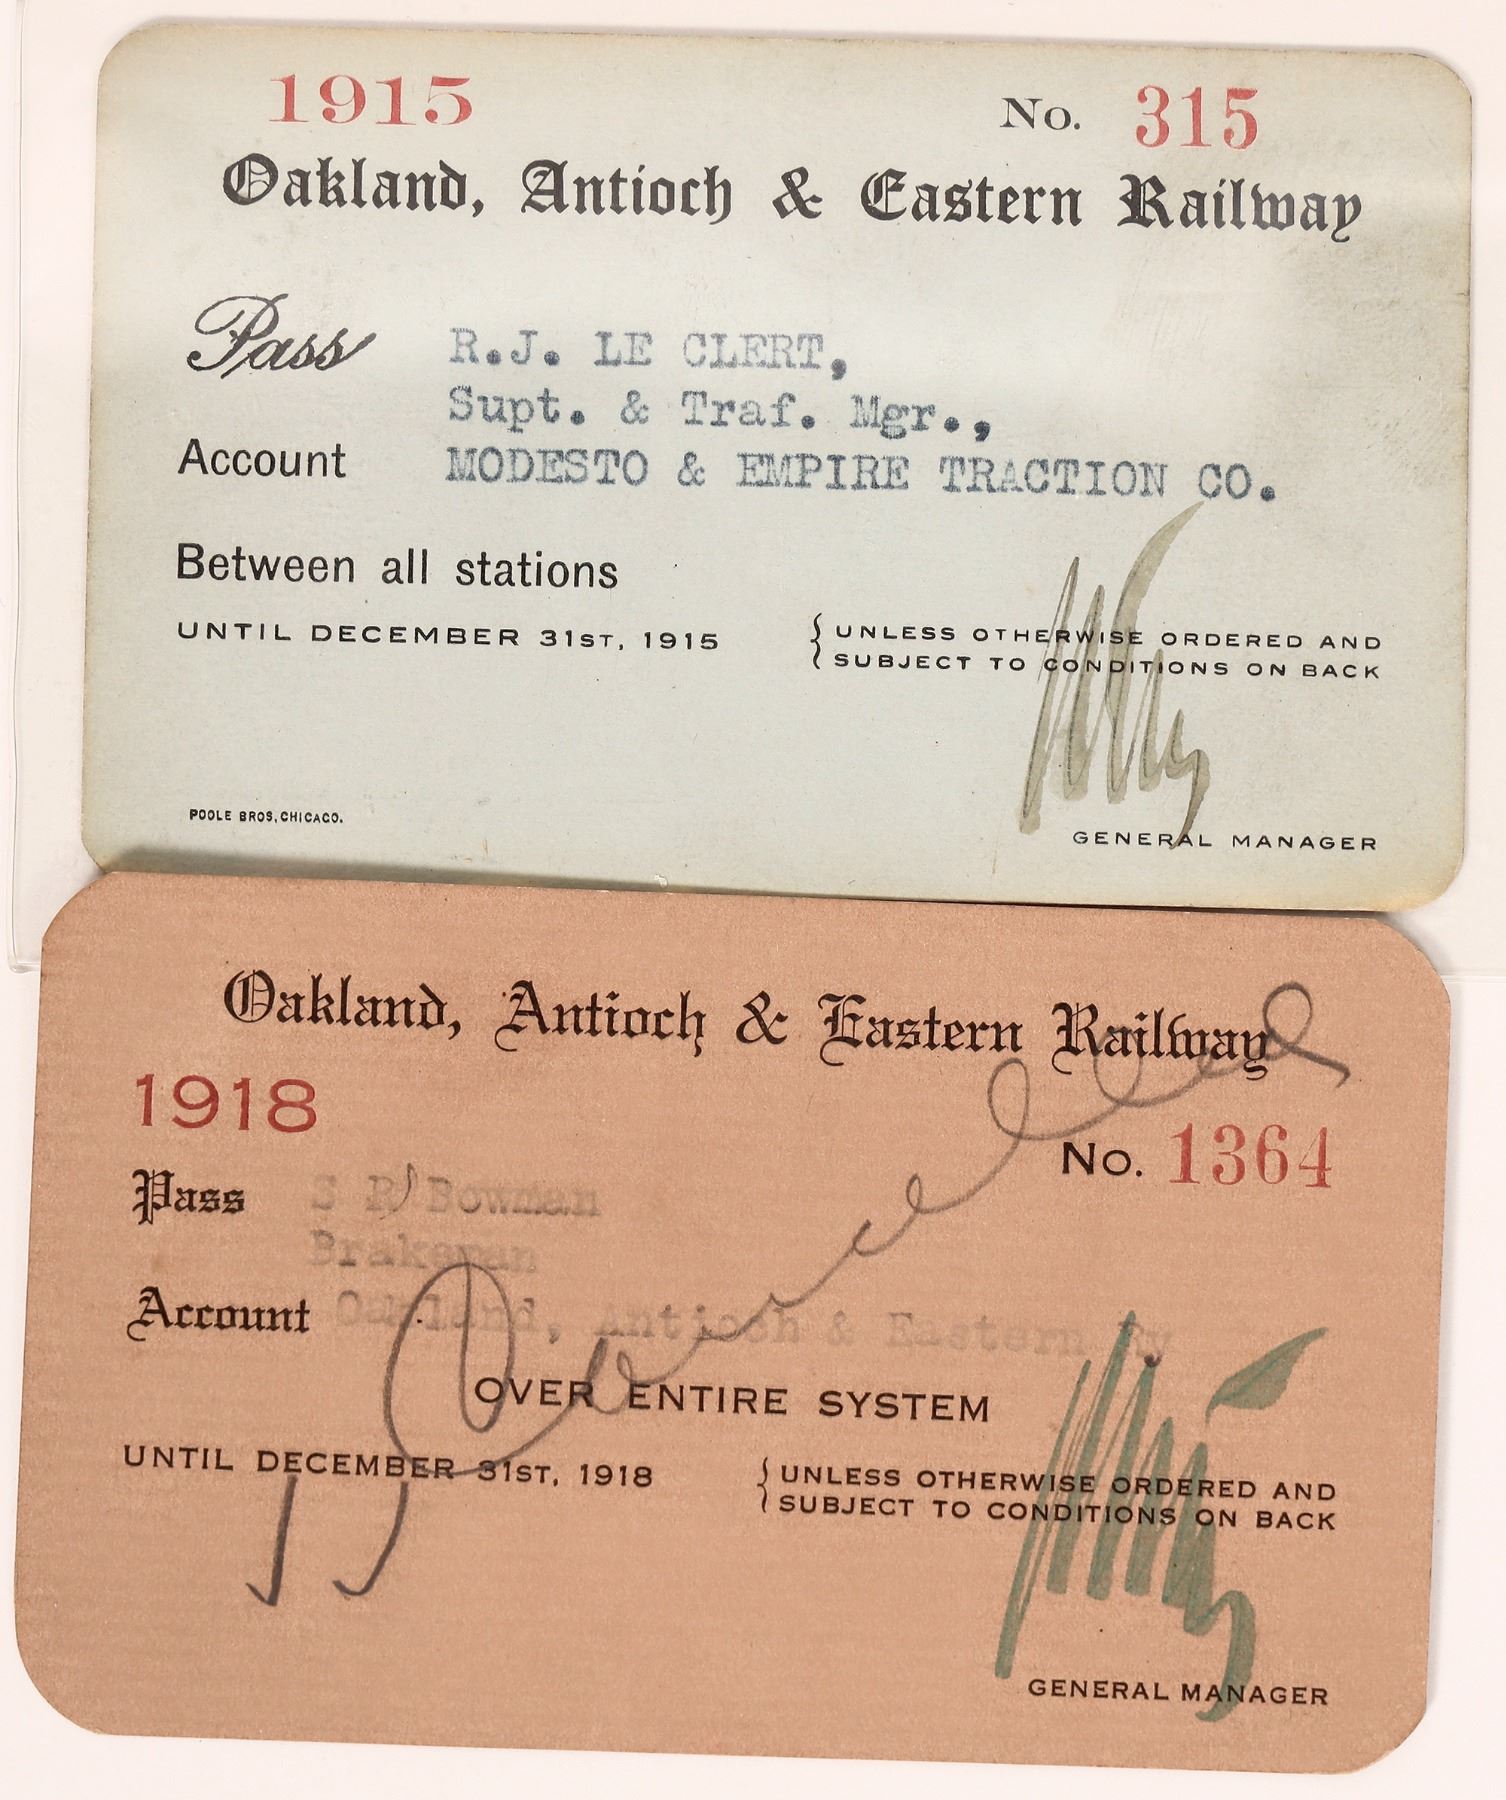 1915
No. 315
Oakland, Antioch & Eastern Railway
Pass R.J. LE CLERT,
Supt. & Traf. Mgr.,
Account MODESTO & EMPIRE TRACTION CO.
Between all stations
UNTIL DECEMBER 31ST, 1915
UNLESS OTHERWISE ORDERED AND
SUBJECT TO CONDITIONS ON BACK
POOLE BROS, CHICAGO.
GENERAL MANAGER
Oakland, Antioch & Eastern Railway
1918
No. 1364
Pass S R Bowman
Brakeman
Account Oakland, Antioch & Eastern Ry
OVER ENTIRE SYSTEM
UNTIL DECEMBER 31ST, 1918
UNLESS OTHERWISE ORDERED AND
SUBJECT TO CONDITIONS ON BACK
GENERAL MANAGER